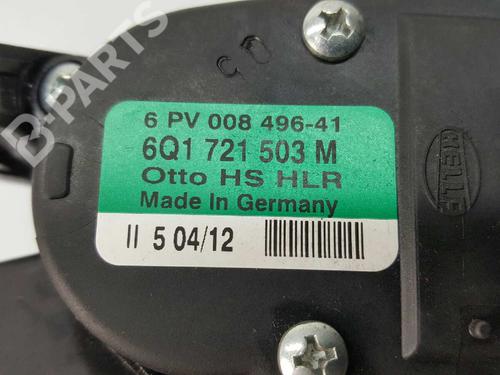 B-PARTS
6 PV 008 496-41
6Q1 721 503 M
Otto HS HLR
Made In Germany
II 5 04/12
HELLA